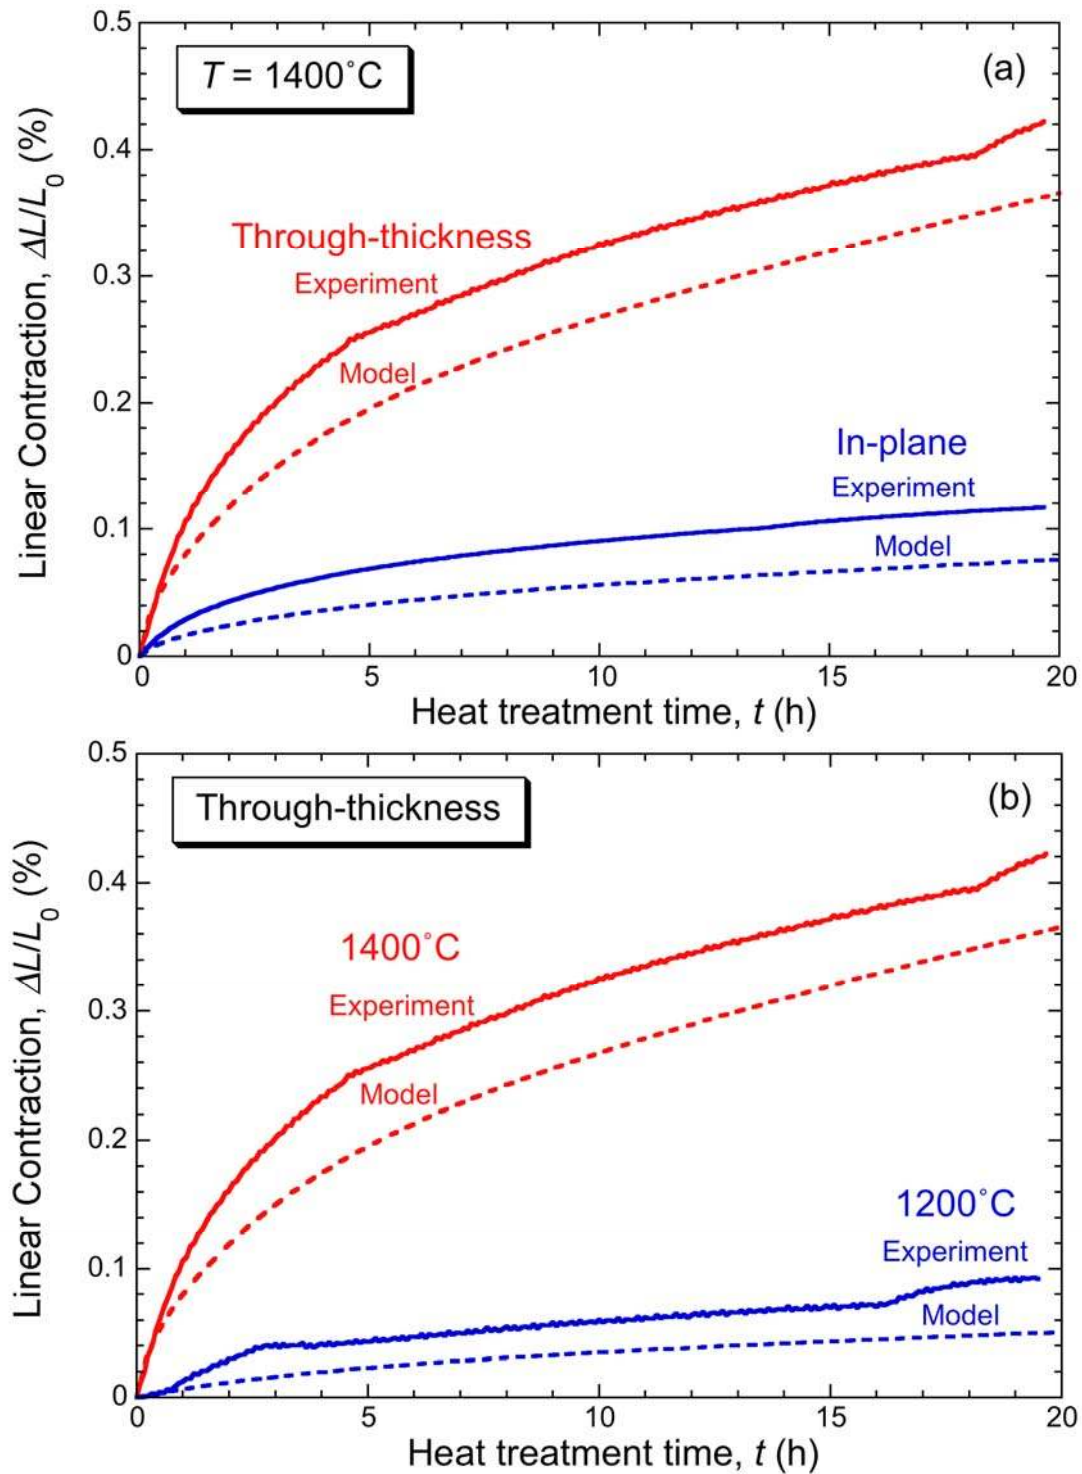 0.5
(a)
T = 1400˚C
0.4
Through-thickness
0.3
Experiment
Model
0.2
In-plane
Experiment
0.1
Model
0
0 5 10 15 20
Linear Contraction, ΔL/L0 (%)
Heat treatment time, t (h)
0.5
(b)
Through-thickness
0.4
1400˚C
Experiment
0.3
Model
0.2
1200˚C
Experiment
0.1
Model
0
0 5 10 15 20
Linear Contraction, ΔL/L0 (%)
Heat treatment time, t (h)